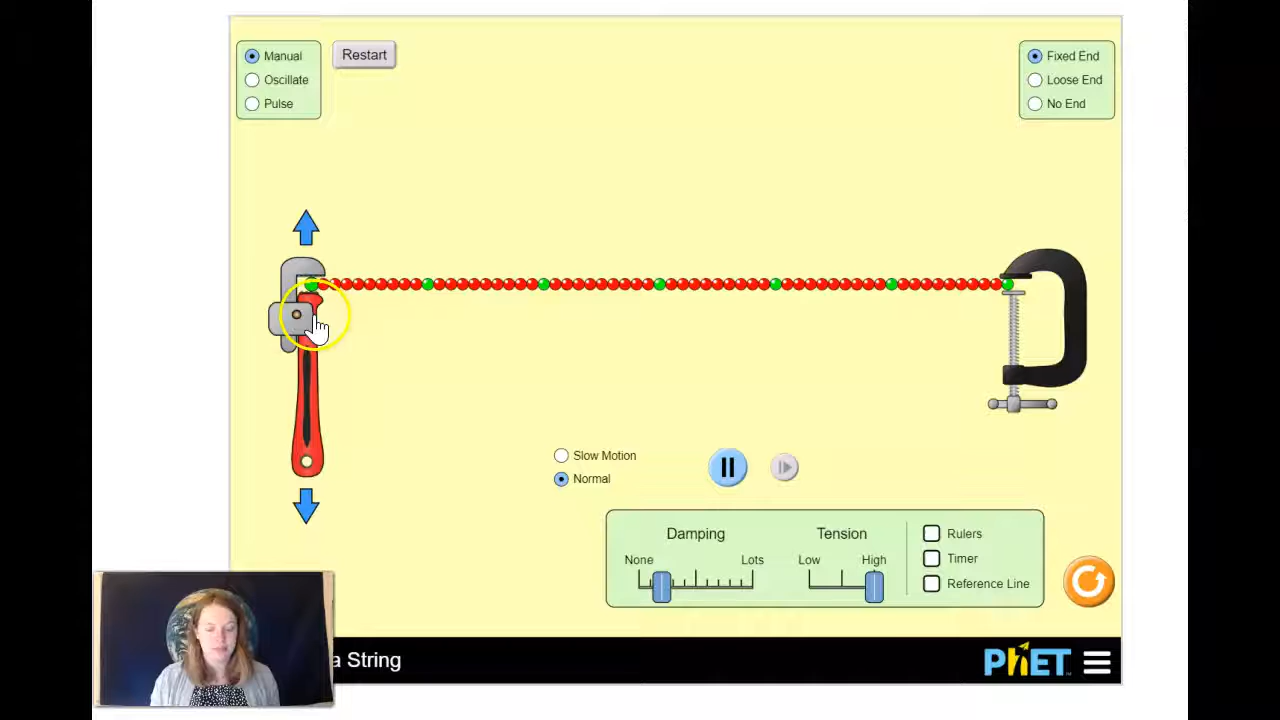 Manual
Oscillate
Pulse
Restart
Fixed End
Loose End
No End
Slow Motion
Normal
Damping
None
Lots
Tension
Low
High
Rulers
Timer
Reference Line
a String
PhET